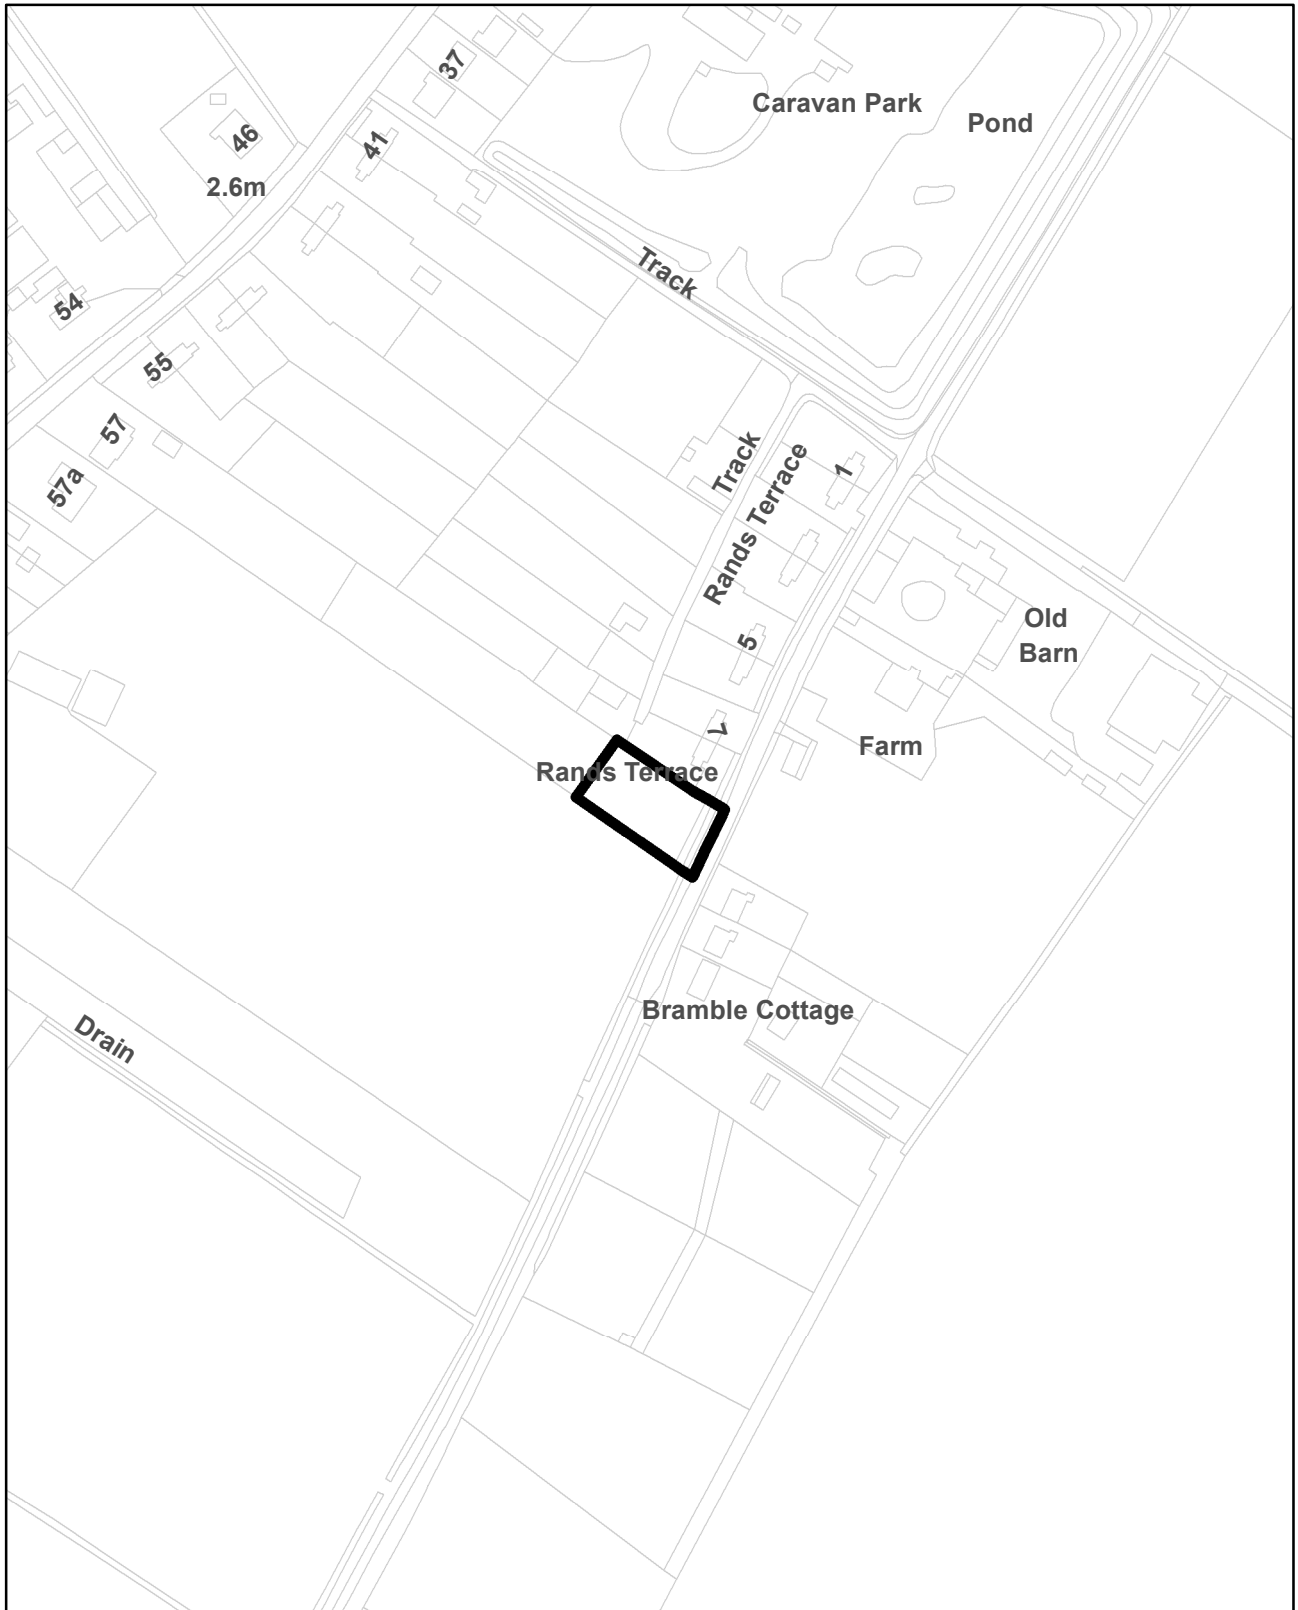 37
Caravan Park
Pond
46
41
2.6m
Track
54
55
57
57a
Track
Rands Terrace
1
Old
Barn
5
7
Farm
Rands Terrace
Bramble Cottage
Drain